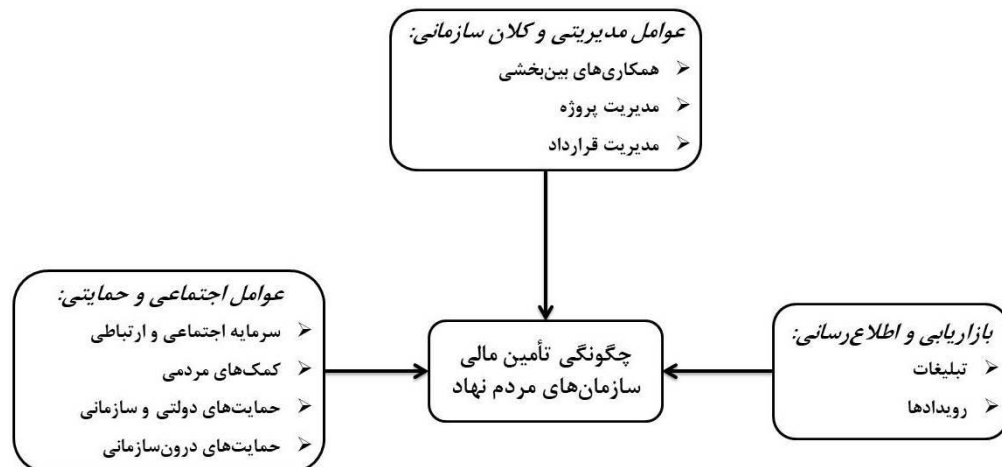 عوامل مدیریتی و کلان سازمانی:
➢ همکاری‌های بین‌بخشی
➢ مدیریت پروژه
➢ مدیریت قرارداد
عوامل اجتماعی و حمایتی:
➢ سرمایه اجتماعی و ارتباطی
➢ کمک‌های مردمی
➢ حمایت‌های دولتی و سازمانی
➢ حمایت‌های درون‌سازمانی
چگونگی تأمین مالی
سازمان‌های مردم نهاد
بازاریابی و اطلاع‌رسانی:
➢ تبلیغات
➢ رویدادها